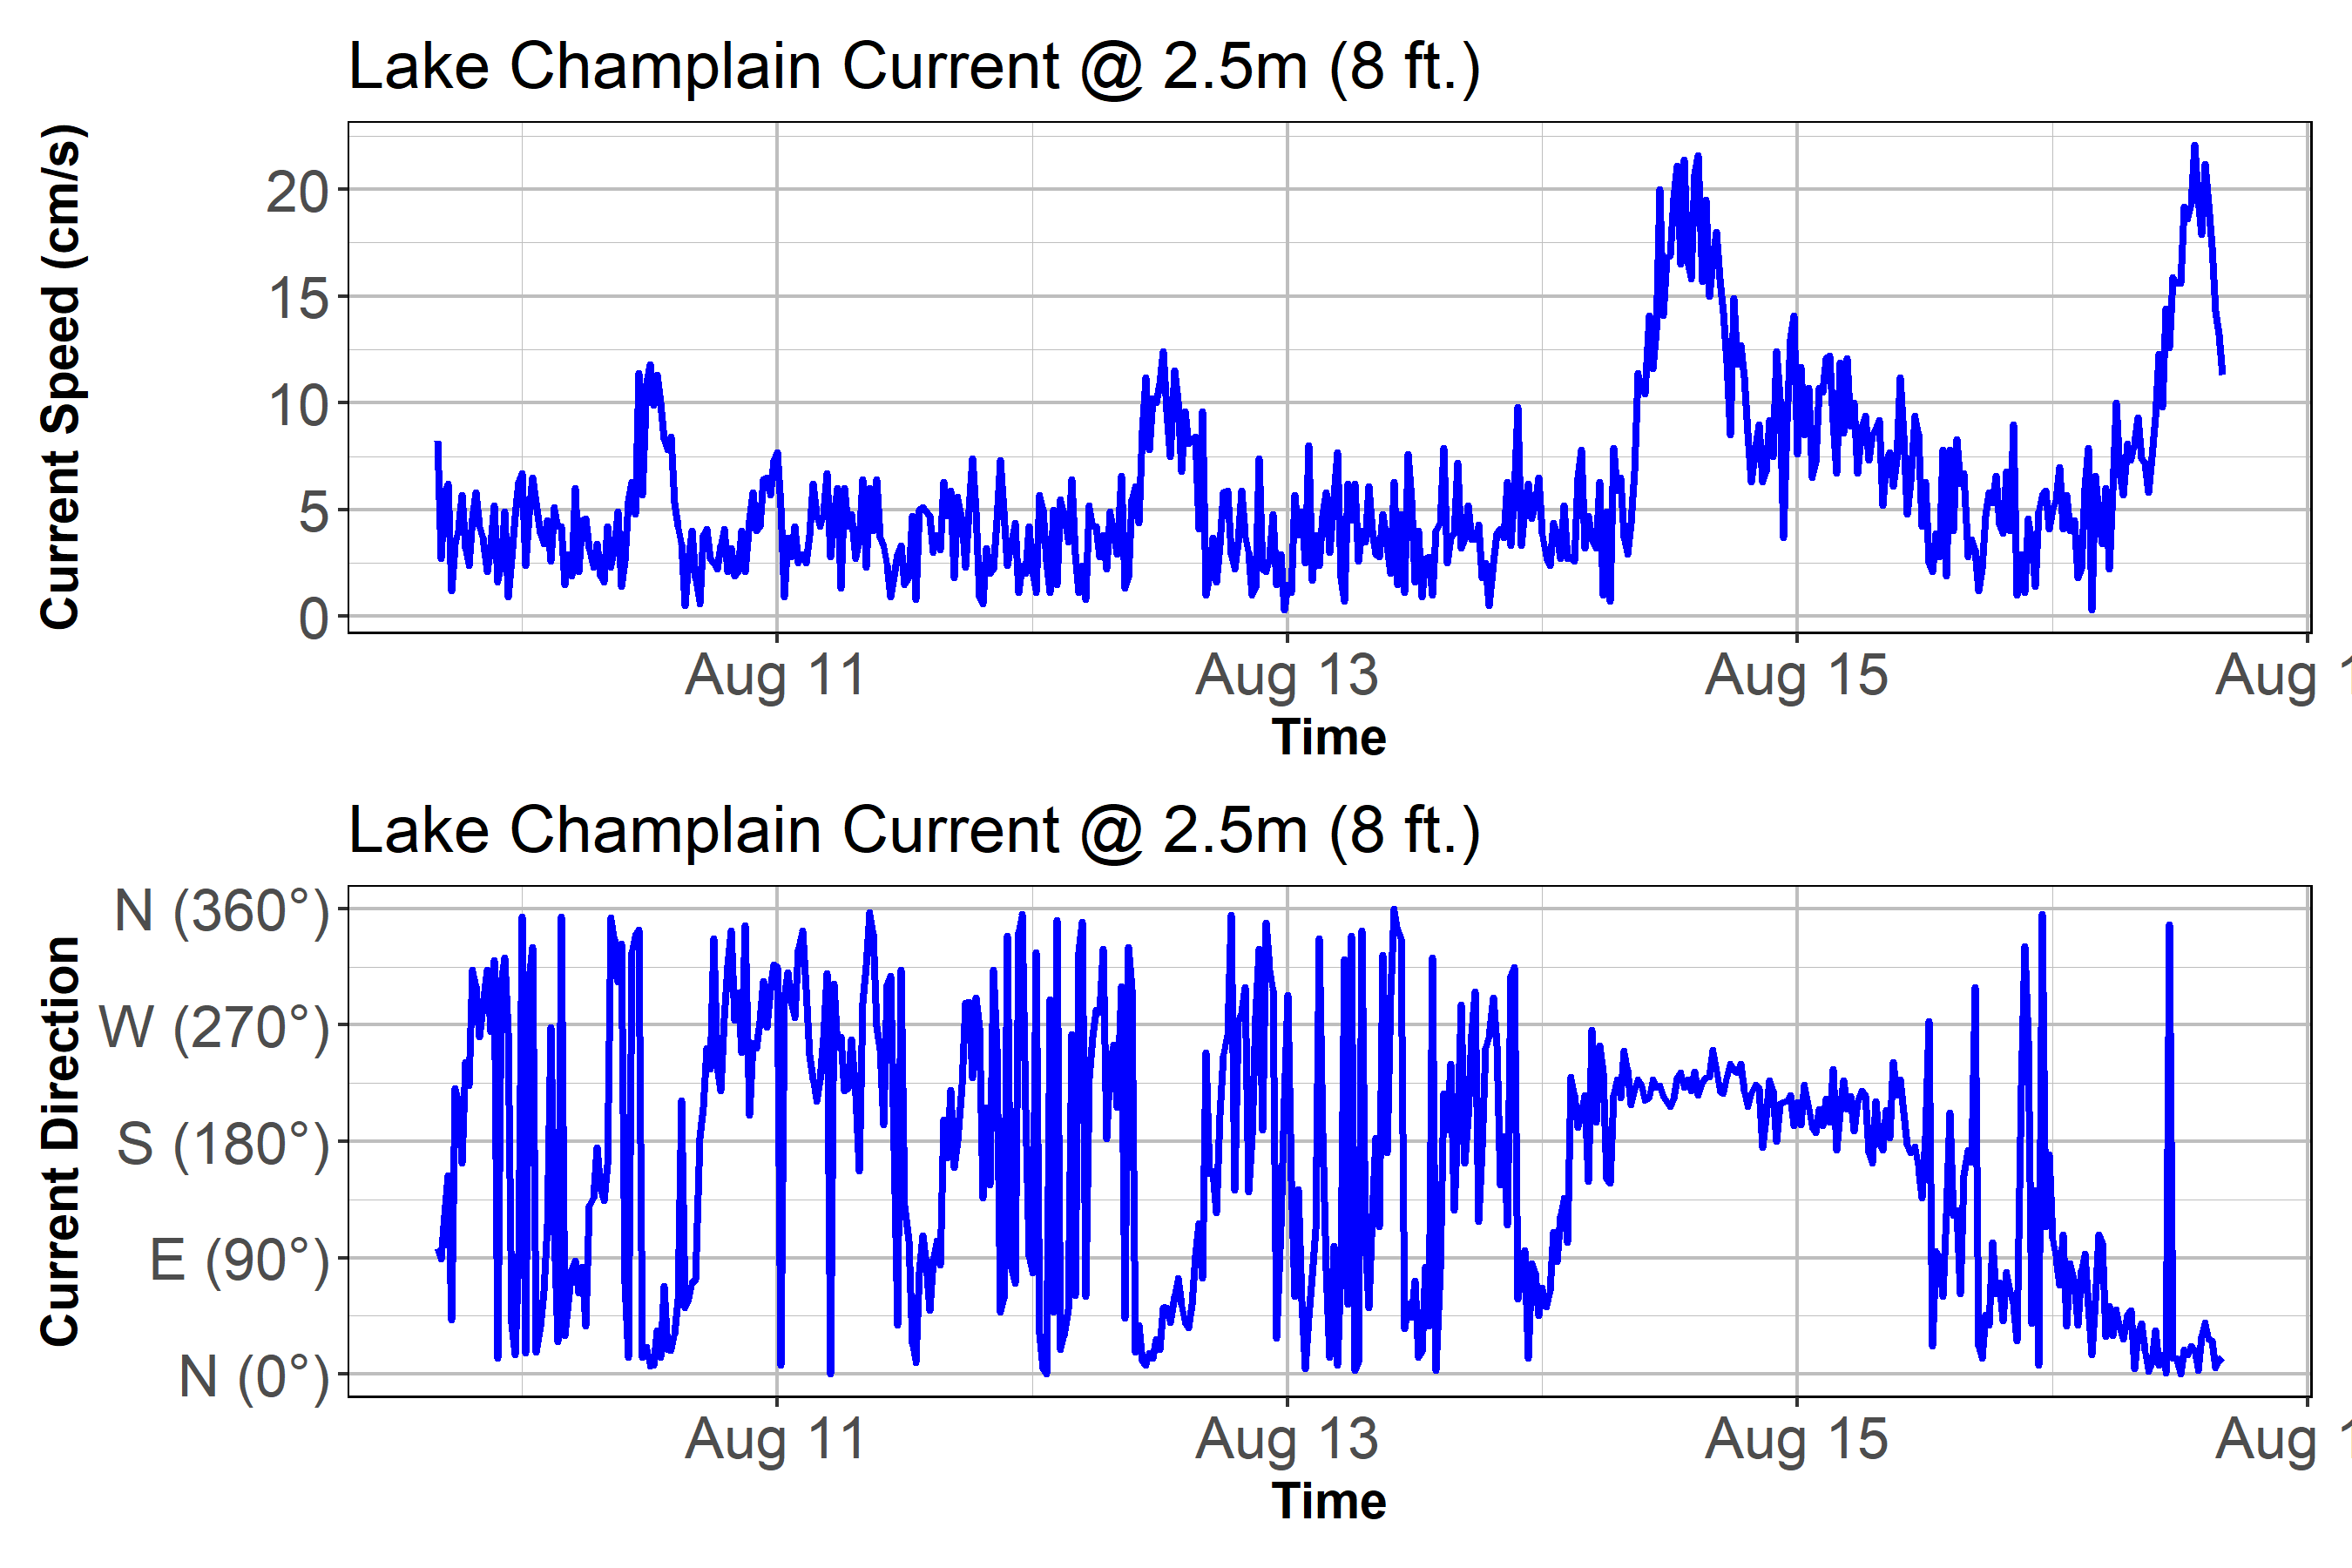 Lake Champlain Current @ 2.5m (8 ft.)
Current Speed (cm/s)
20
15
10
5
0
Aug 11 Aug 13 Aug 15 Aug 1
Time
Lake Champlain Current @ 2.5m (8 ft.)
Current Direction
N (360°)
W (270°)
S (180°)
E (90°)
N (0°)
Aug 11 Aug 13 Aug 15 Aug 1
Time